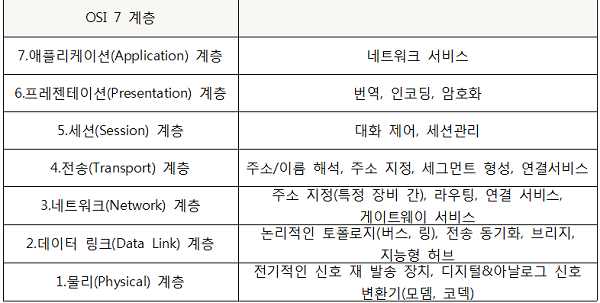 OSI 7 계층
7.애플리케이션(Application) 계층
네트워크 서비스
6.프레젠테이션(Presentation) 계층
번역, 인코딩, 암호화
5.세션(Session) 계층
대화 제어, 세션관리
4.전송(Transport) 계층
주소/이름 해석, 주소 지정, 세그먼트 형성, 연결서비스
3.네트워크(Network) 계층
주소 지정(특정 장비 간), 라우팅, 연결 서비스,
게이트웨이 서비스
2.데이터 링크(Data Link) 계층
논리적인 토폴로지(버스, 링), 전송 동기화, 브리지,
지능형 허브
1.물리(Physical) 계층
전기적인 신호 재 발송 장치, 디지털&아날로그 신호
변환기(모뎀, 코덱)